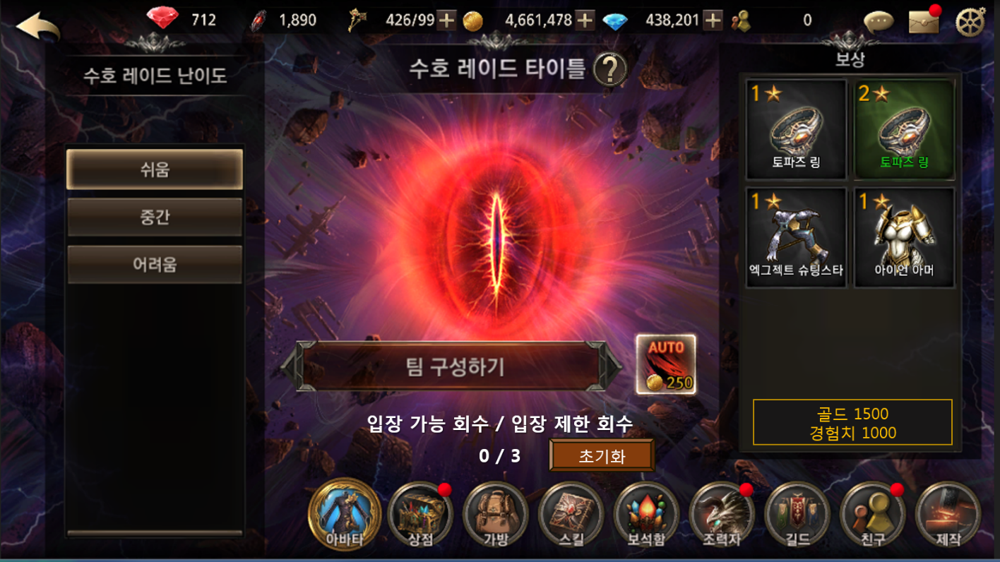 712
1,890
426/99
4,661,478
438,201
0
수호 레이드 난이도
쉬움
중간
어려움
수호 레이드 타이틀 ?
팀 구성하기
AUTO
250
입장 가능 회수 / 입장 제한 회수
0 / 3
초기화
보상
1
토파즈 링
2
토파즈 링
1
엑그젝트 슈팅스타
1
아이언 아머
골드 1500
경험치 1000
아바타
상점
가방
스킬
보석함
조력자
길드
친구
제작